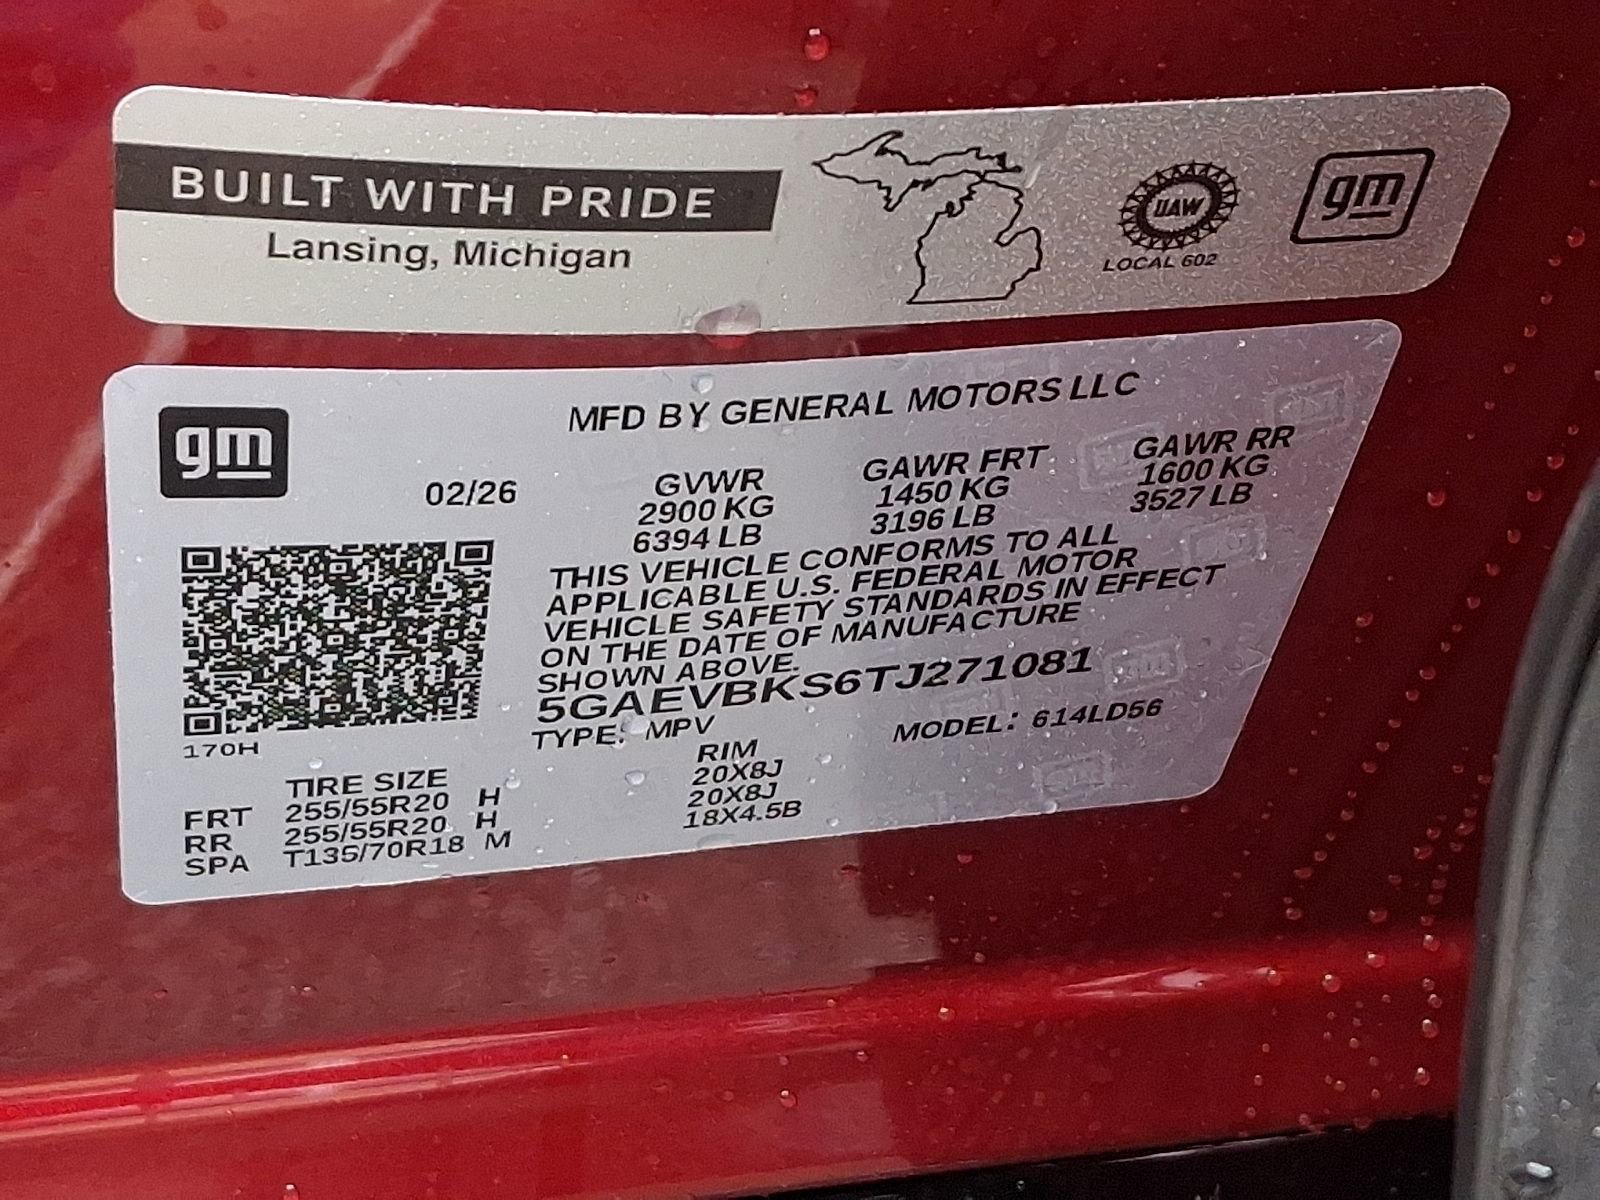 BUILT WITH PRIDE
Lansing, Michigan
UAW
LOCAL 602
gm
gm
MFD BY GENERAL MOTORS LLC
02/26
GVWR GAWR FRT GAWR RR
2900 KG 1450 KG 1600 KG
6394 LB 3196 LB 3527 LB
THIS VEHICLE CONFORMS TO ALL
APPLICABLE U.S. FEDERAL MOTOR
VEHICLE SAFETY STANDARDS IN EFFECT
ON THE DATE OF MANUFACTURE
SHOWN ABOVE.
5GAEVBKS6TJ271081
TYPE: MPV MODEL: 614LD56
170H
TIRE SIZE RIM
FRT 255/55R20 H 20X8J
RR 255/55R20 H 20X8J
SPA T135/70R18 M 18X4.5B